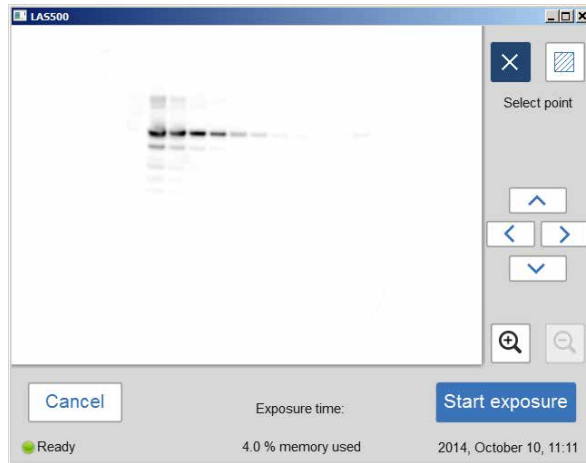 LAS500
Select point
Cancel
Exposure time:
Start exposure
Ready
4.0 % memory used
2014, October 10, 11:11